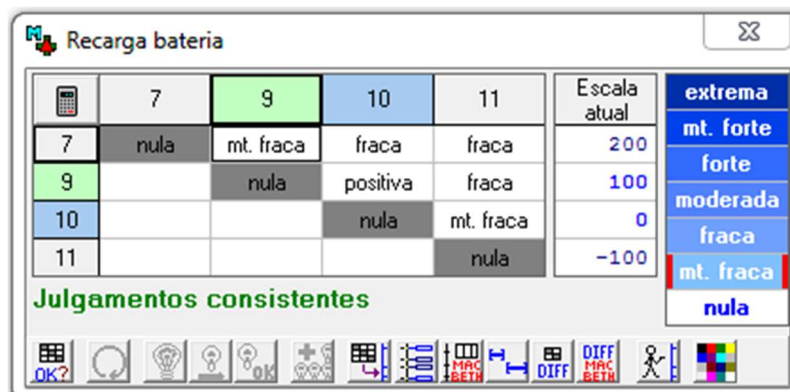 Recarga bateria
7 9 10 11 Escala atual
7 nula mt. fraca fraca fraca 200
9 nula positiva fraca 100
10 nula mt. fraca 0
11 nula -100
extrema
mt. forte
forte
moderada
fraca
mt. fraca
nula
Julgamentos consistentes
OK? OK MAC BETH DIFF DIFF MAC BETH